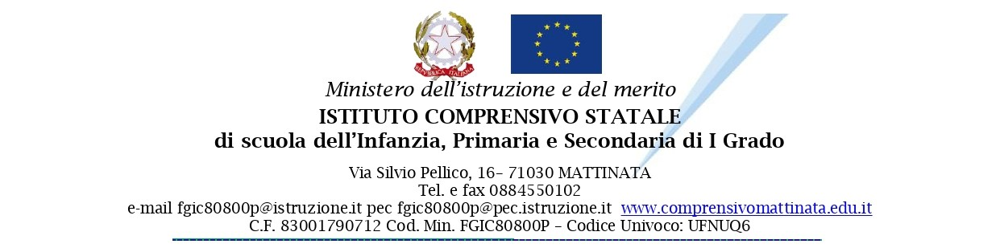 REPVBBLICA ITALIANA
Ministero dell'istruzione e del merito
ISTITUTO COMPRENSIVO STATALE
di scuola dell'Infanzia, Primaria e Secondaria di I Grado
Via Silvio Pellico, 16– 71030 MATTINATA
Tel. e fax 0884550102
e-mail fgic80800p@istruzione.it pec fgic80800p@pec.istruzione.it www.comprensivomattinata.edu.it
C.F. 83001790712 Cod. Min. FGIC80800P – Codice Univoco: UFNUQ6